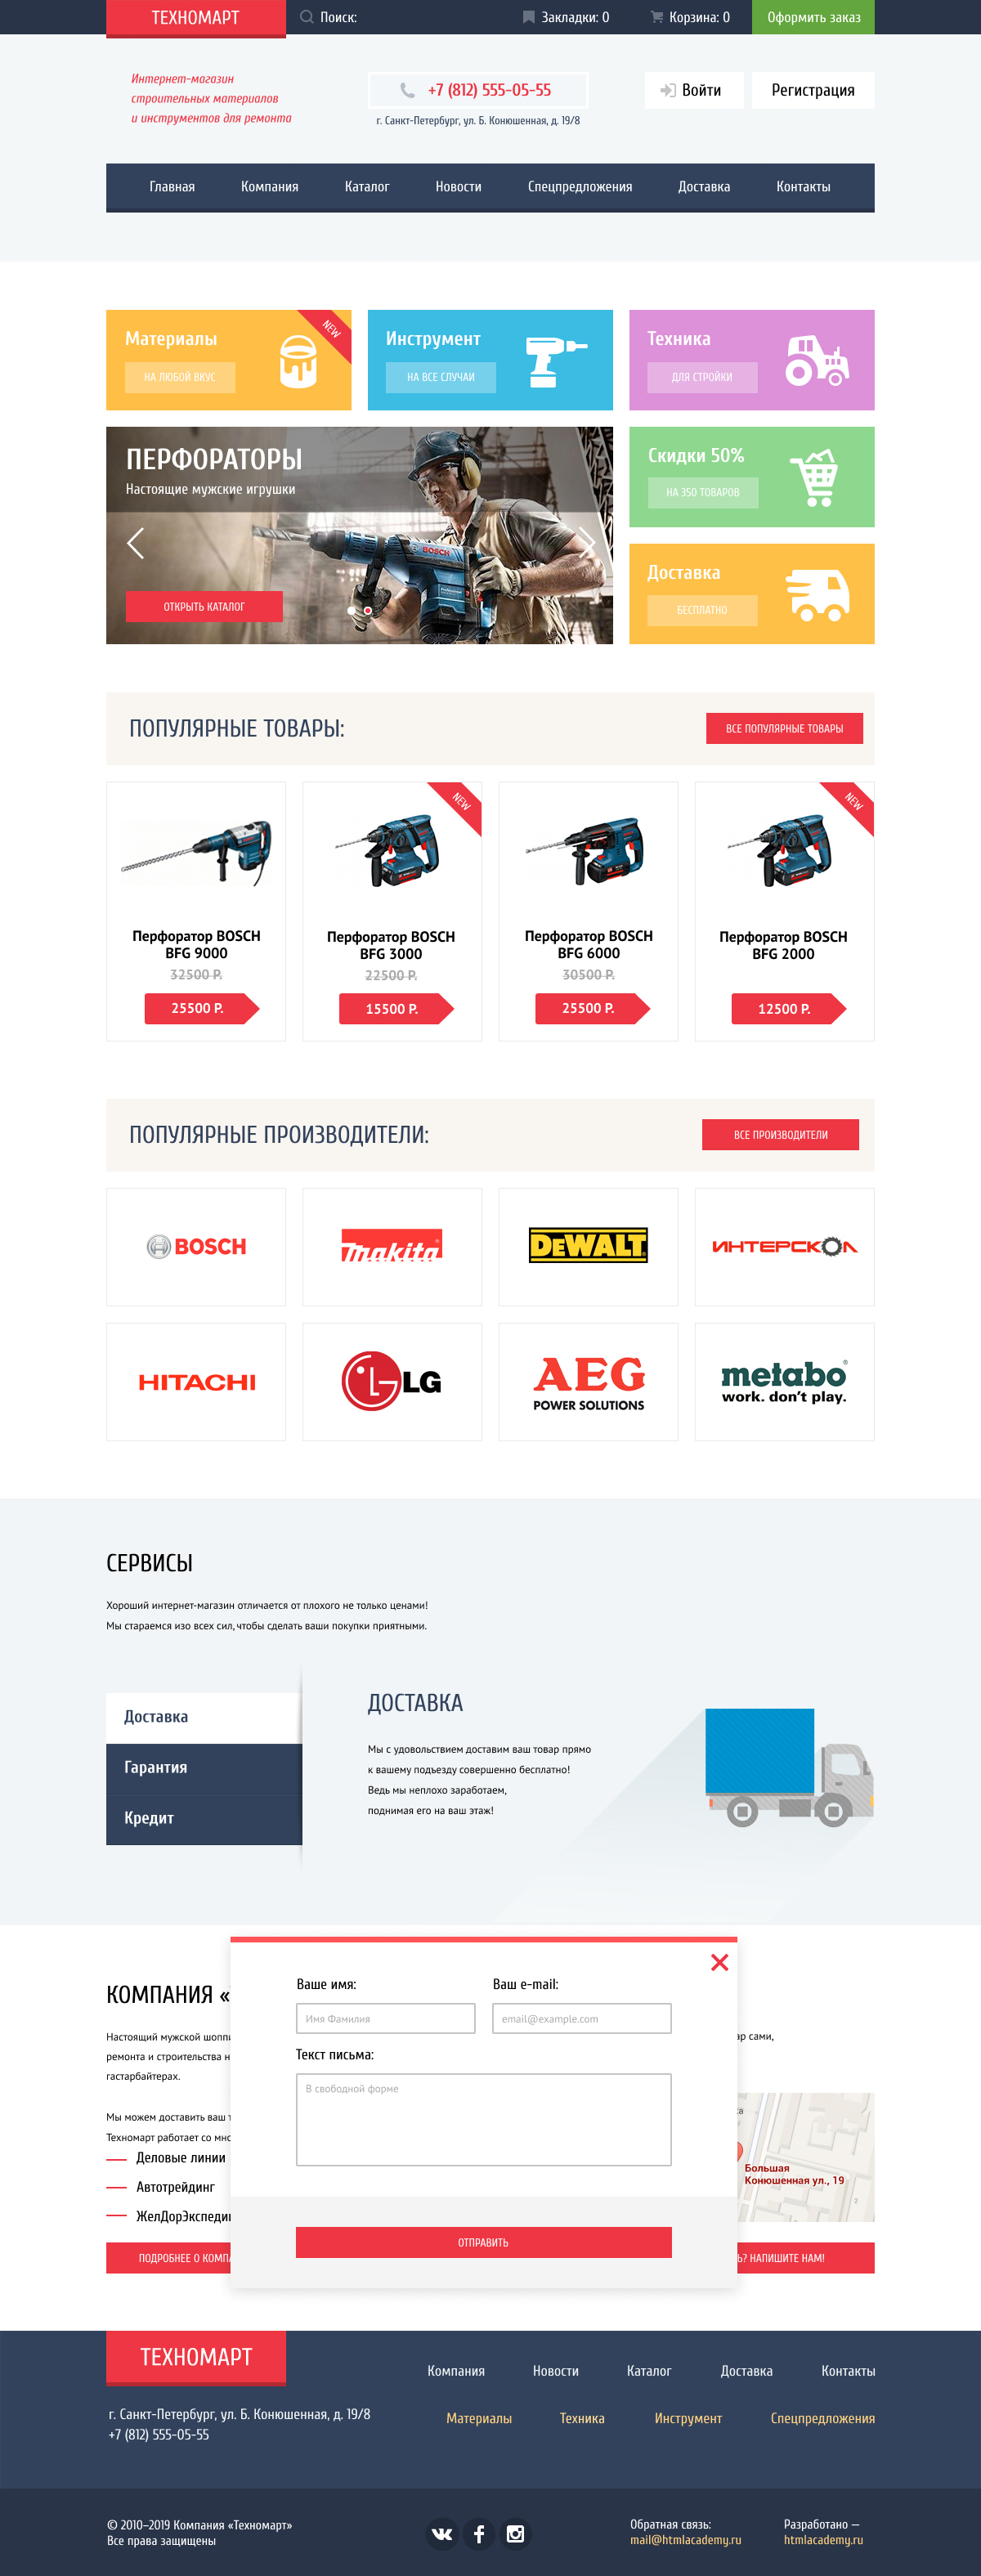 ТЕХНОМАРТ
Поиск:
Закладки: 0
Корзина: 0
Оформить заказ
Интернет-магазин
строительных материалов
и инструментов для ремонта
+7 (812) 555-05-55
г. Санкт-Петербург, ул. Б. Конюшенная, д. 19/8
Войти
Регистрация
Главная
Компания
Каталог
Новости
Спецпредложения
Доставка
Контакты
Материалы
НА ЛЮБОЙ ВКУС
NEW
Инструмент
НА ВСЕ СЛУЧАИ
Техника
ДЛЯ СТРОЙКИ
ПЕРФОРАТОРЫ
Настоящие мужские игрушки
BOSCH
ОТКРЫТЬ КАТАЛОГ
Скидки 50%
НА 350 ТОВАРОВ
Доставка
БЕСПЛАТНО
ПОПУЛЯРНЫЕ ТОВАРЫ:
ВСЕ ПОПУЛЯРНЫЕ ТОВАРЫ
Перфоратор BOSCH
BFG 9000
32500 Р.
25500 Р.
NEW
Перфоратор BOSCH
BFG 3000
22500 Р.
15500 Р.
Перфоратор BOSCH
BFG 6000
30500 Р.
25500 Р.
NEW
Перфоратор BOSCH
BFG 2000
12500 Р.
ПОПУЛЯРНЫЕ ПРОИЗВОДИТЕЛИ:
ВСЕ ПРОИЗВОДИТЕЛИ
BOSCH
makita
DEWALT
ИНТЕРСКОЛ
HITACHI
LG
AEG
POWER SOLUTIONS
metabo®
work. don't play.
СЕРВИСЫ
Хороший интернет-магазин отличается от плохого не только ценами!
Мы стараемся изо всех сил, чтобы сделать ваши покупки приятными.
Доставка
Гарантия
Кредит
ДОСТАВКА
Мы с удовольствием доставим ваш товар прямо
к вашему подъезду совершенно бесплатно!
Ведь мы неплохо заработаем,
поднимая его на ваш этаж!
КОМПАНИЯ «
Настоящий мужской шоппи
ремонта и строительства н
гастарбайтерах.
Мы можем доставить ваш т
Техномарт работает со мно
Деловые линии
Автотрейдинг
ЖелДорЭкспеди
ПОДРОБНЕЕ О КОМПА
Ваше имя:
Ваш e-mail:
Имя Фамилия
email@example.com
Текст письма:
В свободной форме
ОТПРАВИТЬ
ар сами,
Большая
Конюшенная ул., 19
2
Ь? НАПИШИТЕ НАМ!
ТЕХНОМАРТ
г. Санкт-Петербург, ул. Б. Конюшенная, д. 19/8
+7 (812) 555-05-55
Компания
Новости
Каталог
Доставка
Контакты
Материалы
Техника
Инструмент
Спецпредложения
© 2010–2019 Компания «Техномарт»
Все права защищены
Обратная связь:
mail@htmlacademy.ru
Разработано —
htmlacademy.ru